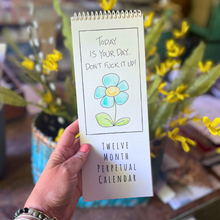 TODAY
IS YOUR DAY.
DON'T FUCK IT UP!
TWELVE
MONTH
PERPETUAL
CALENDAR